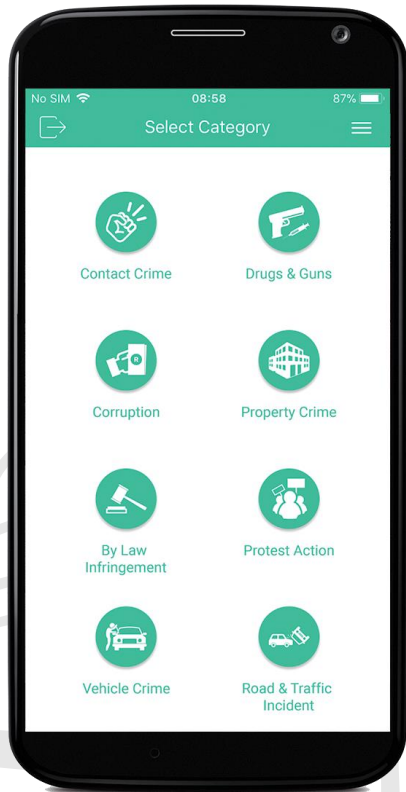 No SIM 08:58 87%
Select Category
Contact Crime Drugs & Guns
R
Corruption Property Crime
By Law Protest Action
Infringement
Vehicle Crime Road & Traffic
Incident